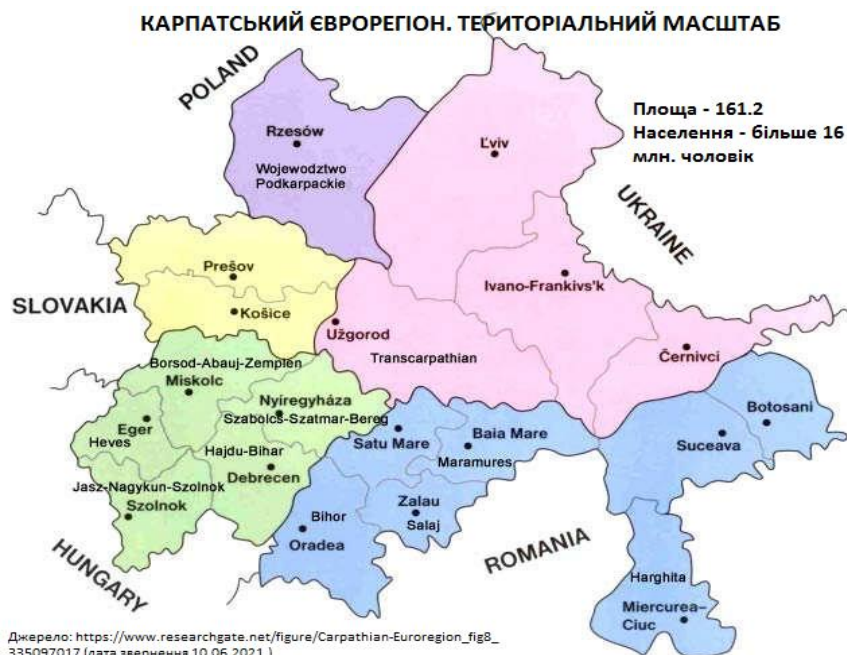 КАРПАТСЬКИЙ ЄВРОРЕГІОН. ТЕРИТОРІАЛЬНИЙ МАСШТАБ
POLAND
Rzesów
Wojewodztwo
Podkarpackie
Ľviv
Площа - 161.2
Населення - більше 16
млн. чоловік
UKRAINE
Prešov
SLOVAKIA
Košice
Ivano-Frankivs'k
Užgorod
Transcarpathian
Černivci
Borsod-Abauj-Zemplen
Miskolc
Nyíregyháza
Szabolcs-Szatmar-Bereg
Eger
Heves
Hajdu-Bihar
Debrecen
Jasz-Nagykun-Szolnok
Szolnok
HUNGARY
Satu Mare
Baia Mare
Maramures
Zalau
Salaj
Bihor
Oradea
Suceava
Botosani
ROMANIA
Harghita
Miercurea-
Ciuc
Джерело: https://www.researchgate.net/figure/Carpathian-Euroregion_fig8_
335097017 (дата звернення 10.06.2021.)